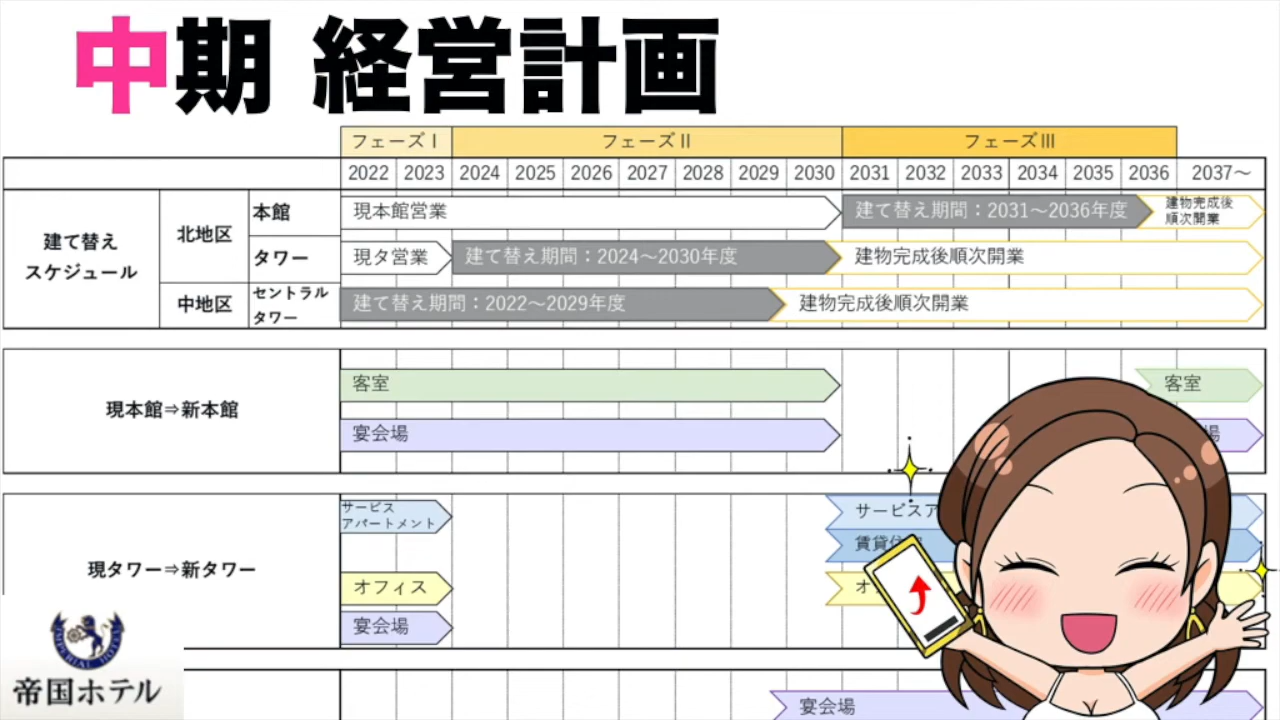 中期 経営計画
フェーズⅠ フェーズⅡ フェーズⅢ
2022 2023 2024 2025 2026 2027 2028 2029 2030 2031 2032 2033 2034 2035 2036 2037～
建て替え
スケジュール
北地区
本館
現本館営業
建て替え期間：2031～2036年度
建物完成後
順次開業
タワー
現タ営業
建て替え期間：2024～2030年度
建物完成後順次開業
中地区
セントラル
タワー
建て替え期間：2022～2029年度
建物完成後順次開業
現本館⇒新本館
客室
客室
宴会場
場
現タワー⇒新タワー
サービス
アパートメント
サービスア
賃貸
オフィス
オ
宴会場
IMPERIAL HOTEL
帝国ホテル
宴会場